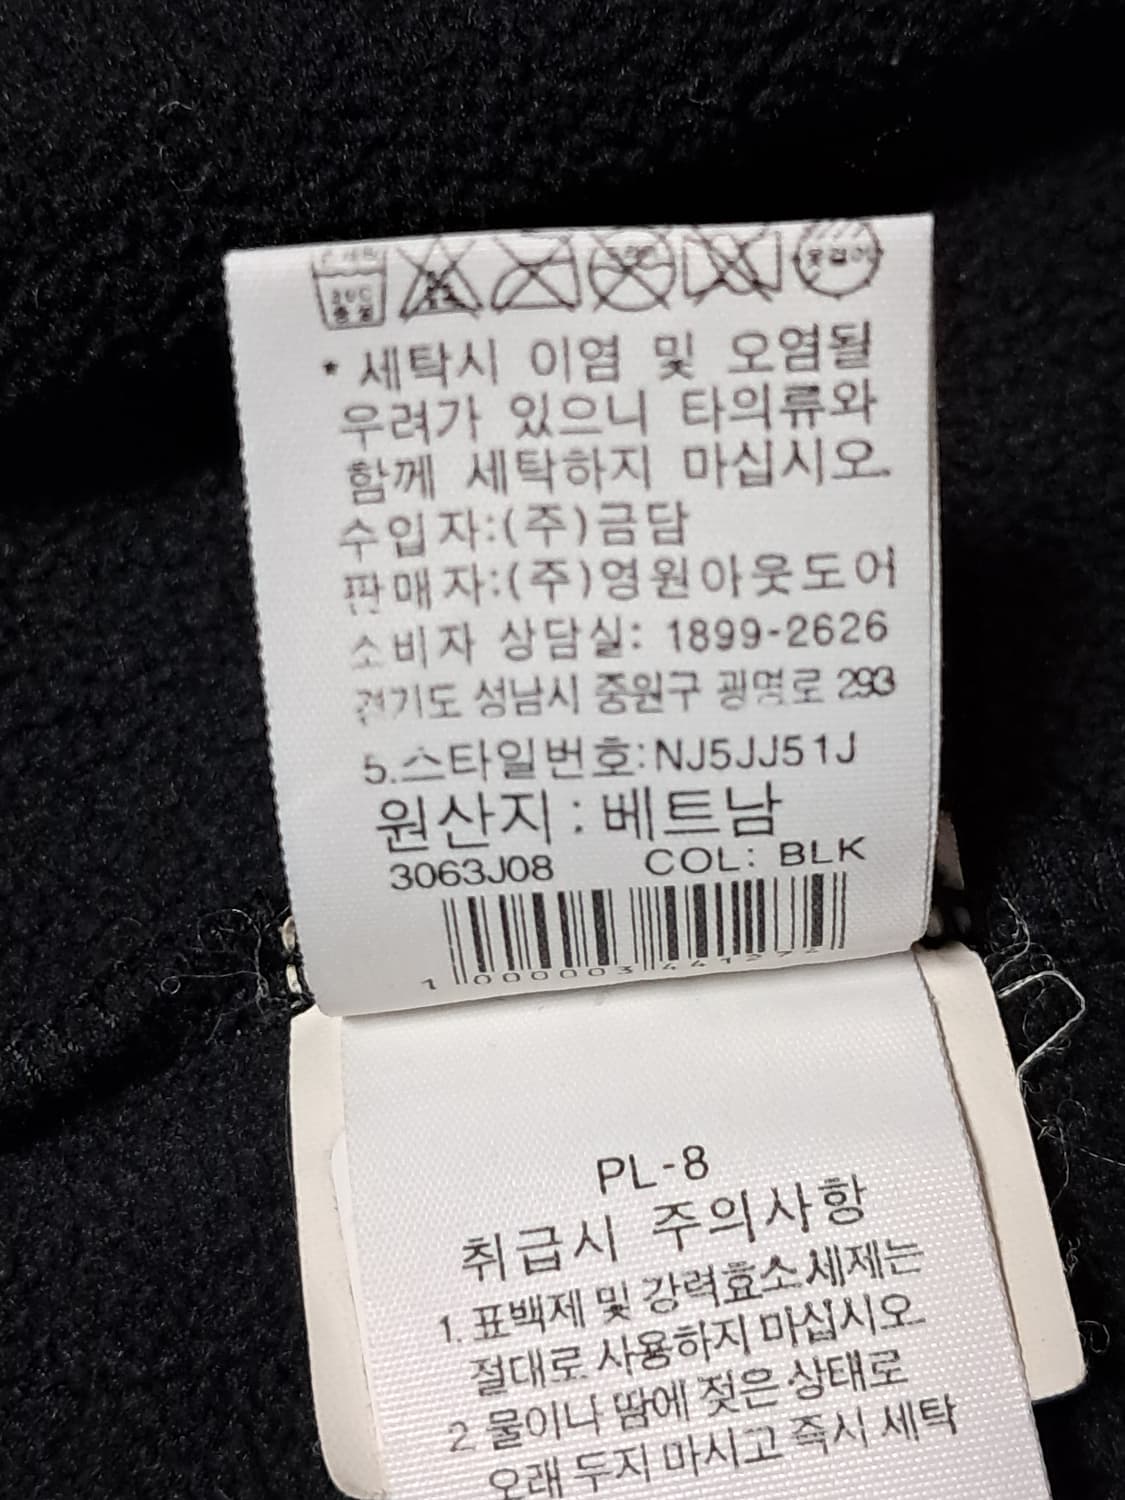 30℃
중성
옷걸이
* 세탁시 이염 및 오염될
우려가 있으니 타의류와
함께 세탁하지 마십시오.
수입자:(주)금담
판매자:(주)영원아웃도어
소비자 상담실: 1899-2626
경기도 성남시 중원구 광명로 293
5.스타일번호:NJ5JJ51J
원산지 : 베트남
3063J08 COL: BLK
PL-8
취급시 주의사항
1. 표백제 및 강력효소세제는
절대로 사용하지 마십시오.
2 물이나 땀에 젖은 상태로
오래 두지 마시고 즉시 세탁